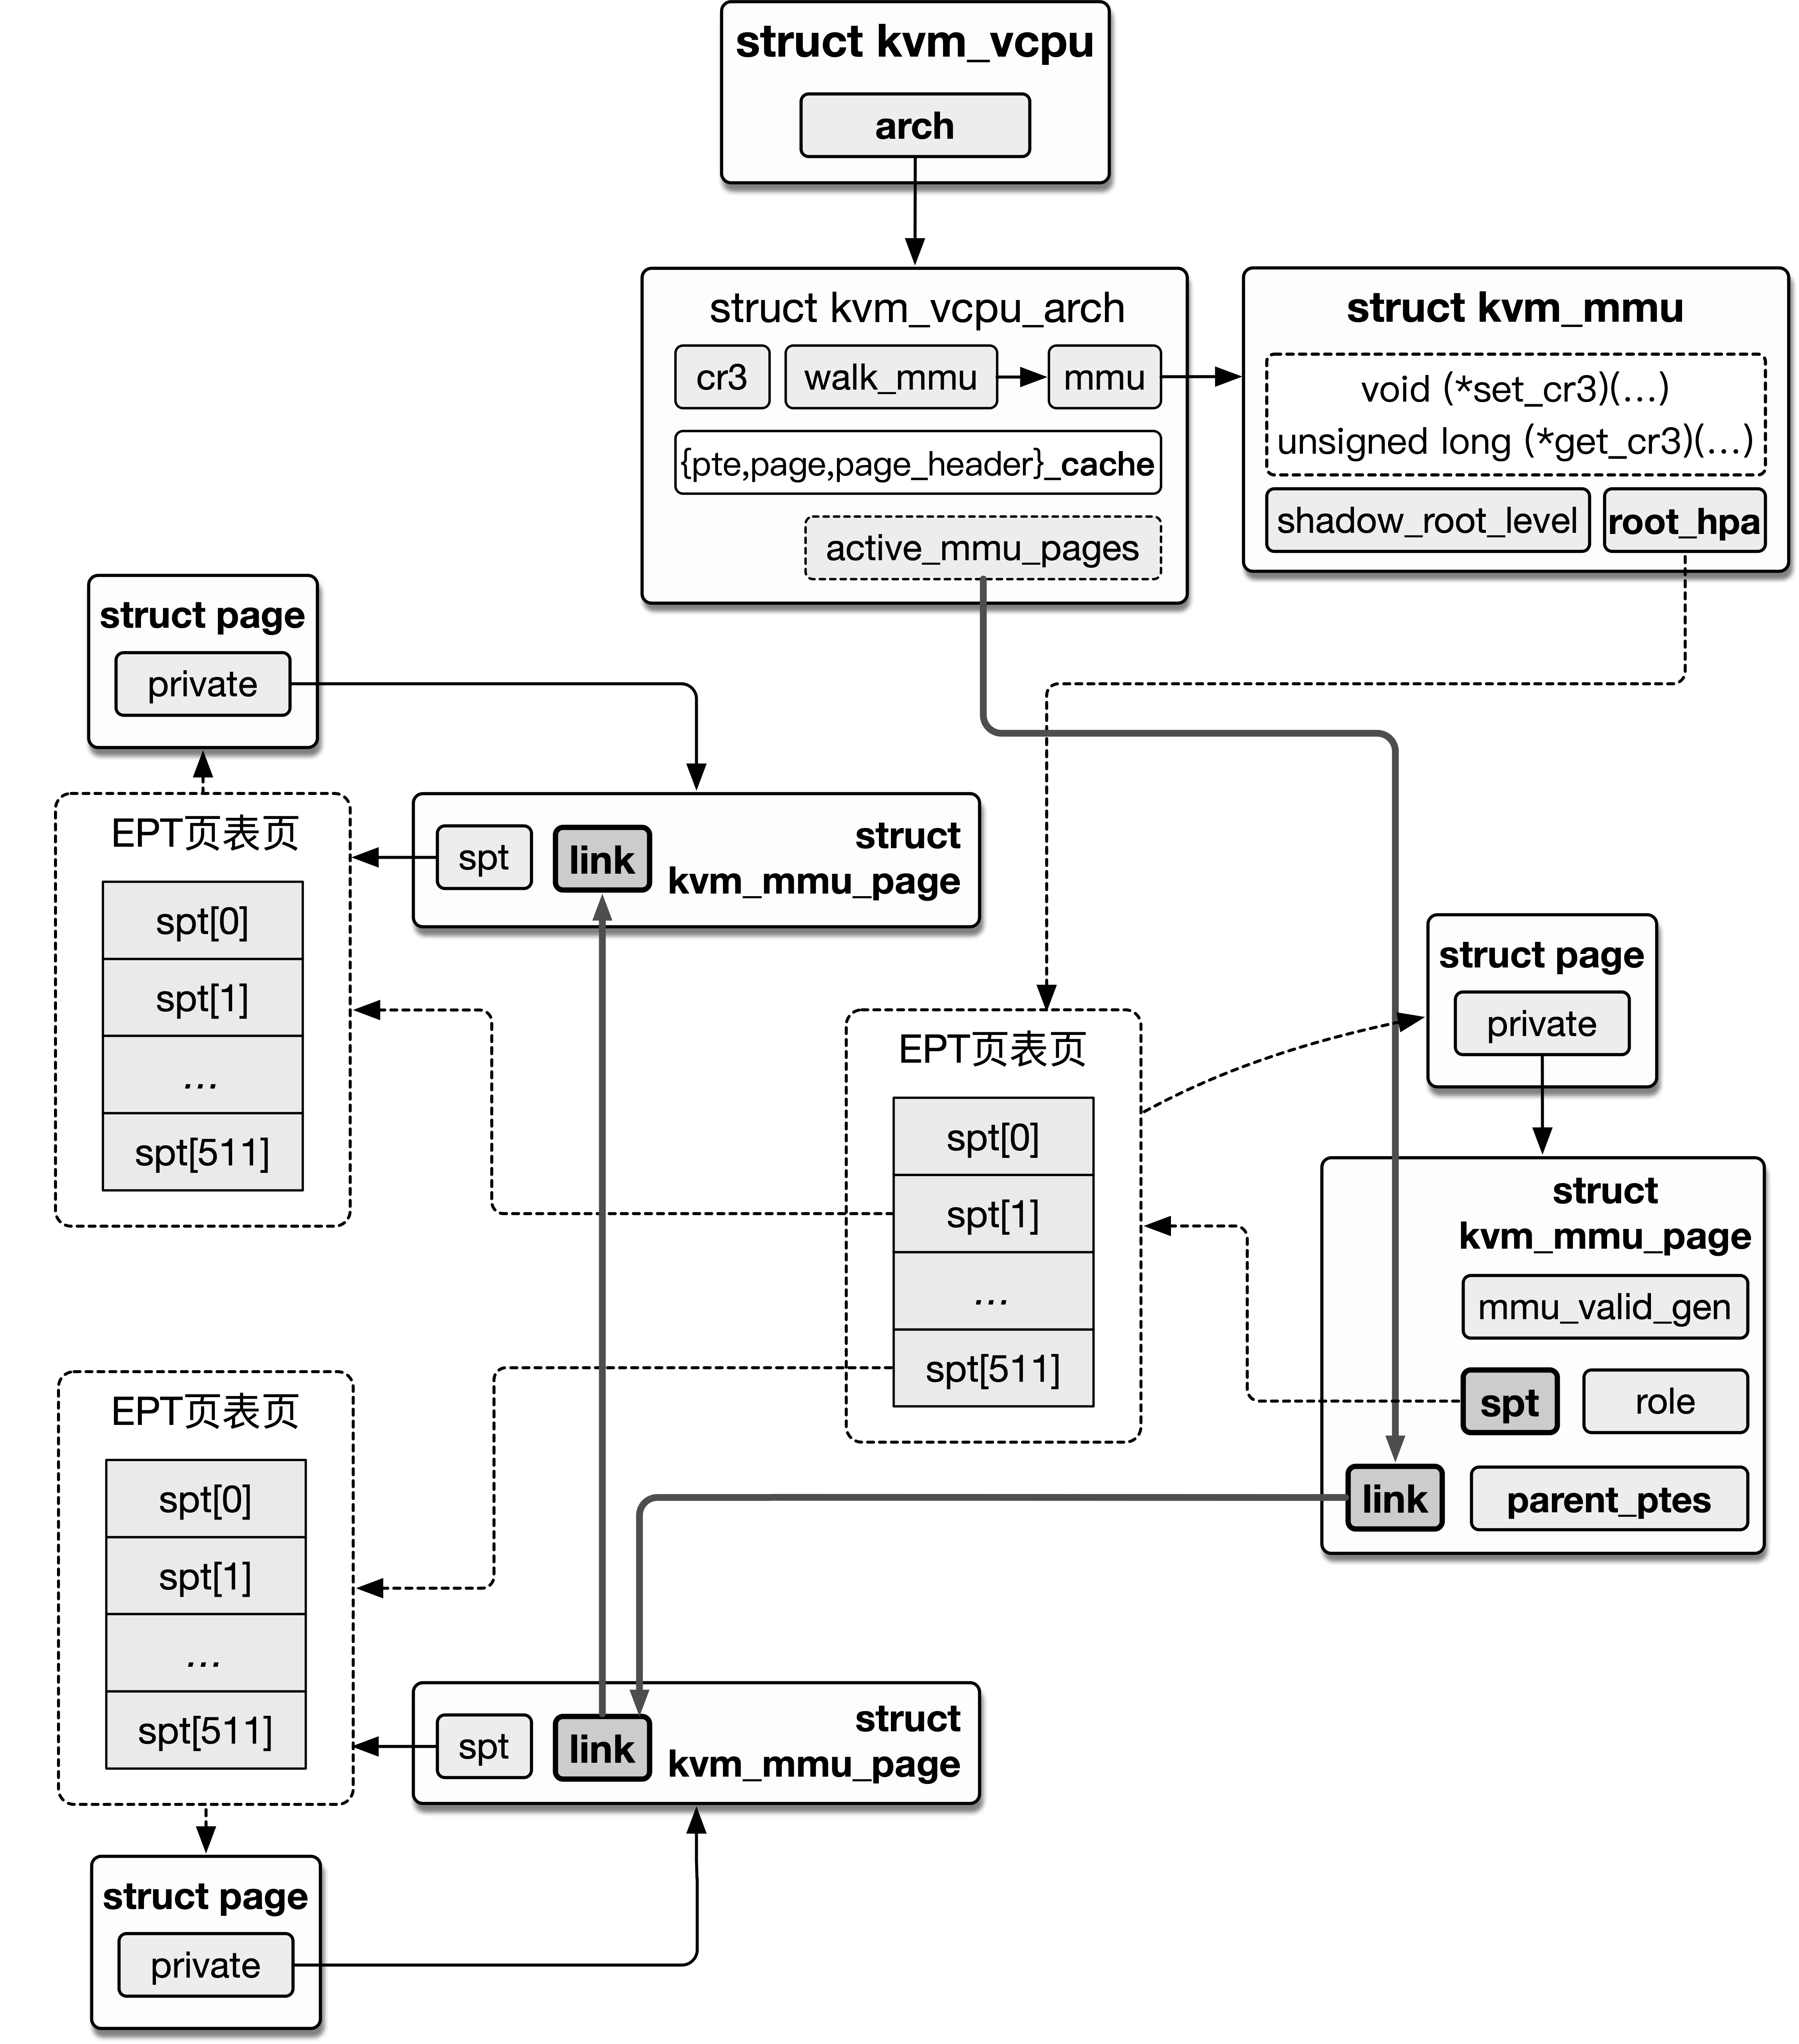 struct kvm_vcpu
arch
struct kvm_vcpu_arch
cr3
walk_mmu
mmu
{pte,page,page_header}_cache
active_mmu_pages
struct kvm_mmu
void (*set_cr3)(...)
unsigned long (*get_cr3)(...)
shadow_root_level
root_hpa
struct page
private
EPT页表页
spt[0]
spt[1]
...
spt[511]
spt
link
struct
kvm_mmu_page
EPT页表页
spt[0]
spt[1]
...
spt[511]
struct page
private
struct
kvm_mmu_page
mmu_valid_gen
spt
role
link
parent_ptes
EPT页表页
spt[0]
spt[1]
...
spt[511]
spt
link
struct
kvm_mmu_page
struct page
private